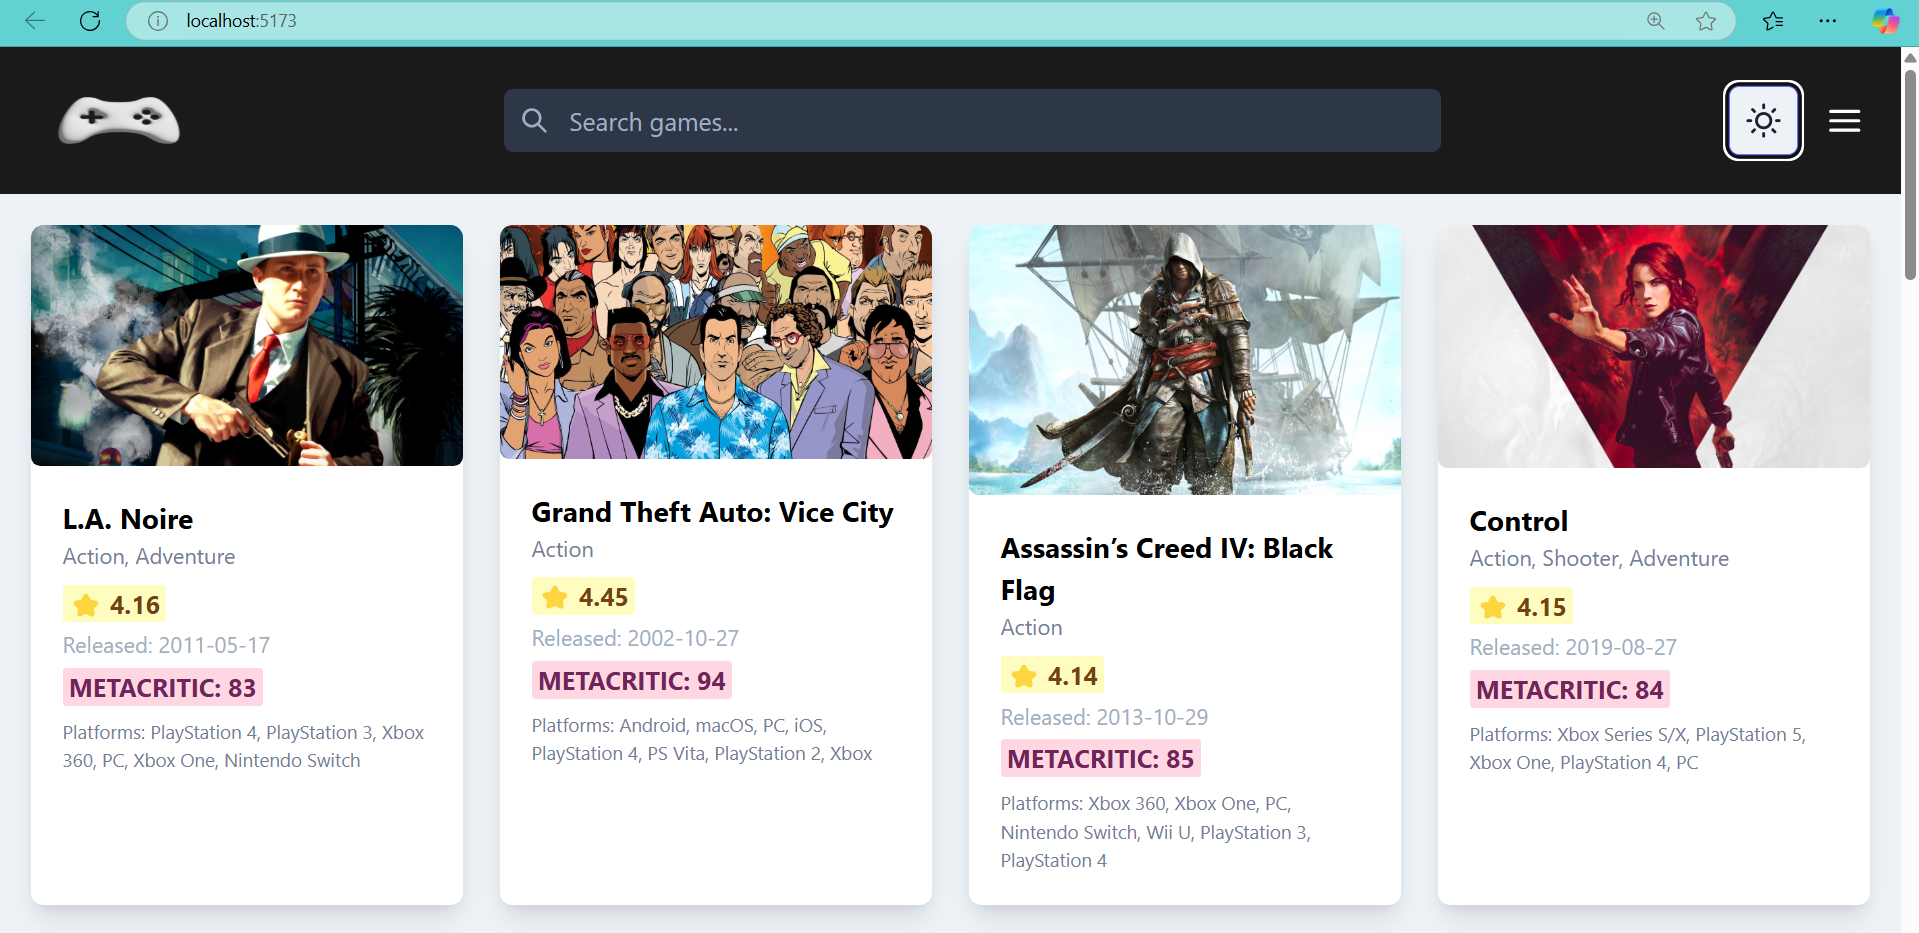 localhost:5173
Search games...
L.A. Noire
Action, Adventure
4.16
Released: 2011-05-17
METACRITIC: 83
Platforms: PlayStation 4, PlayStation 3, Xbox
360, PC, Xbox One, Nintendo Switch
Grand Theft Auto: Vice City
Action
4.45
Released: 2002-10-27
METACRITIC: 94
Platforms: Android, macOS, PC, iOS,
PlayStation 4, PS Vita, PlayStation 2, Xbox
Assassin’s Creed IV: Black
Flag
Action
4.14
Released: 2013-10-29
METACRITIC: 85
Platforms: Xbox 360, Xbox One, PC,
Nintendo Switch, Wii U, PlayStation 3,
PlayStation 4
Control
Action, Shooter, Adventure
4.15
Released: 2019-08-27
METACRITIC: 84
Platforms: Xbox Series S/X, PlayStation 5,
Xbox One, PlayStation 4, PC